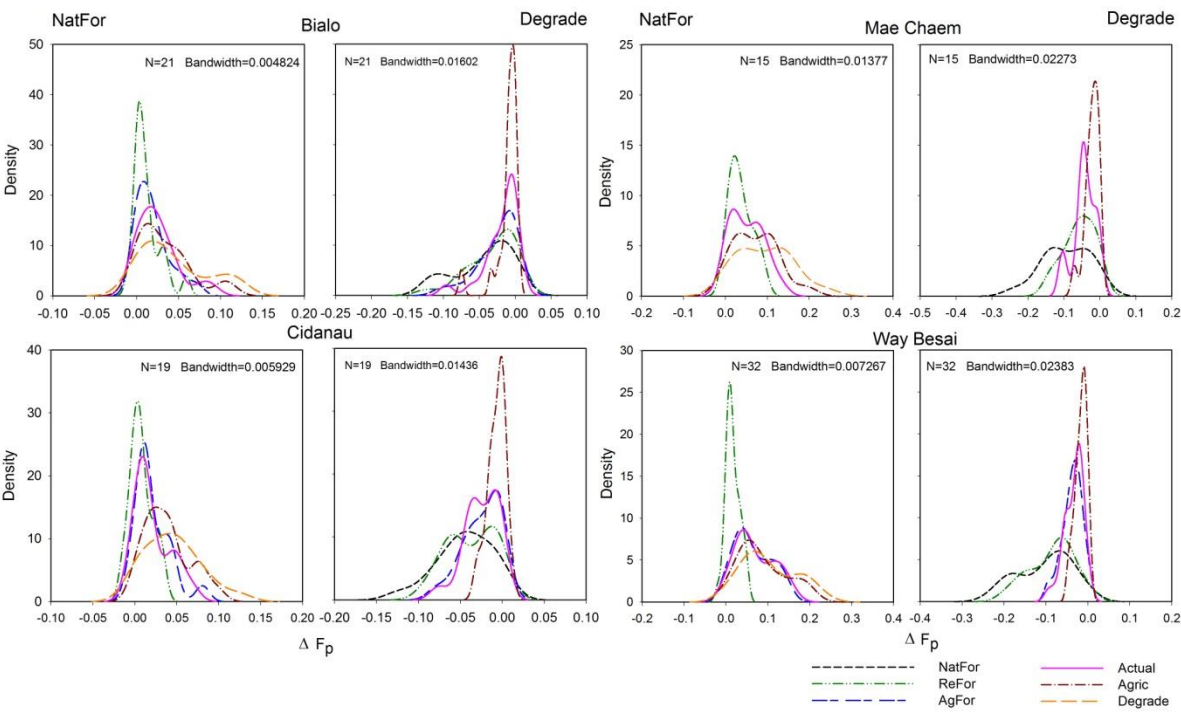 NatFor Bialo Degrade
N=21 Bandwidth=0.004824
N=21 Bandwidth=0.01602
Density
50
40
30
20
10
0
-0.10 -0.05 0.00 0.05 0.10 0.15 0.20
-0.20 -0.15 -0.10 -0.05 0.00 0.05 0.10
NatFor Mae Chaem Degrade
N=15 Bandwidth=0.01377
N=15 Bandwidth=0.02273
Density
25
20
15
10
5
0
-0.2 -0.1 0.0 0.1 0.2 0.3 0.4
-0.5 -0.4 -0.3 -0.2 -0.1 0.0 0.1 0.2
Cidanau
N=19 Bandwidth=0.005929
N=19 Bandwidth=0.01436
Density
40
30
20
10
0
-0.10 -0.05 0.00 0.05 0.10 0.15 0.20
-0.20 -0.15 -0.10 -0.05 0.00 0.05 0.10
Δ Fp
Way Besai
N=32 Bandwidth=0.007267
N=32 Bandwidth=0.02383
Density
30
25
20
15
10
5
0
-0.2 -0.1 0.0 0.1 0.2 0.3 0.4
-0.4 -0.3 -0.2 -0.1 0.0 0.1 0.2
Δ Fp
NatFor
ReFor
AgFor
Actual
Agric
Degrade